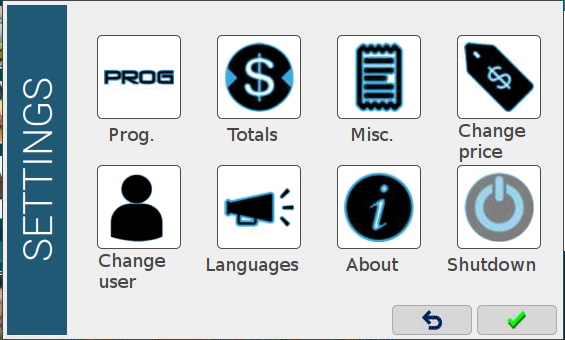 SETTINGS
PROG
Prog.
Totals
Misc.
Change
price
Change
user
Languages
About
Shutdown